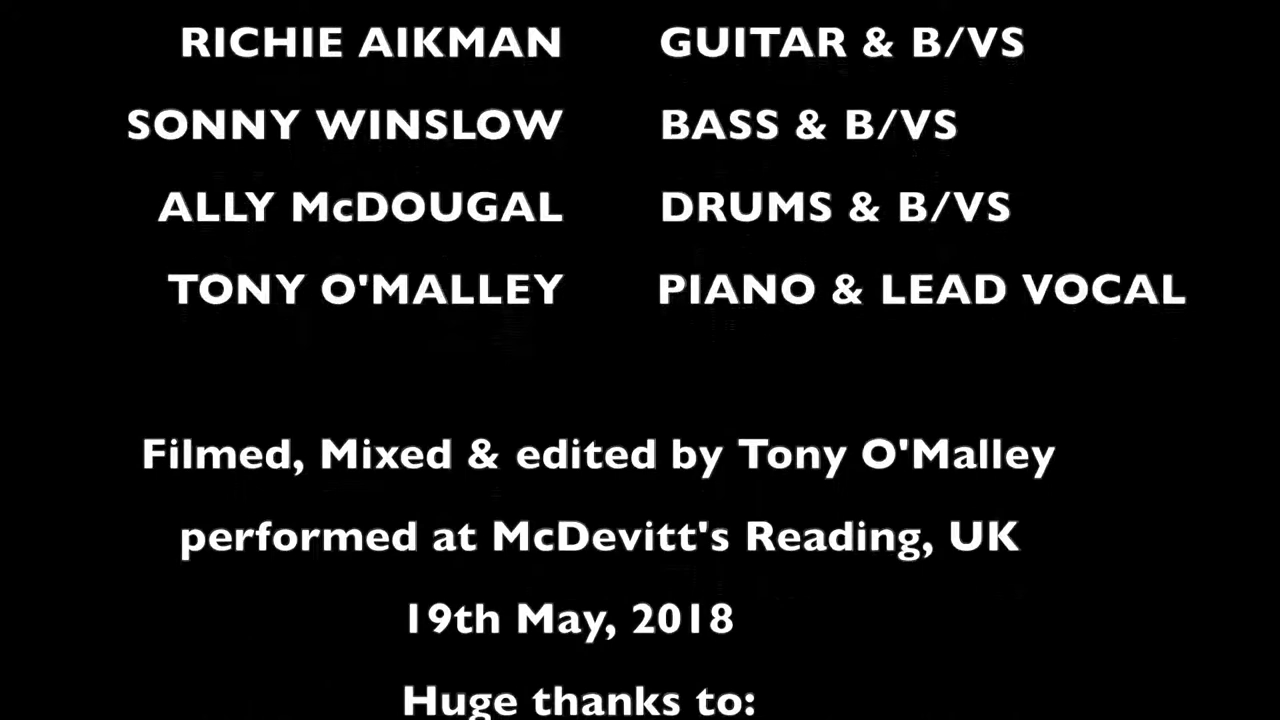 RICHIE AIKMAN GUITAR & B/VS
SONNY WINSLOW BASS & B/VS
ALLY McDOUGAL DRUMS & B/VS
TONY O'MALLEY PIANO & LEAD VOCAL
Filmed, Mixed & edited by Tony O'Malley
performed at McDevitt's Reading, UK
19th May, 2018
Huge thanks to: